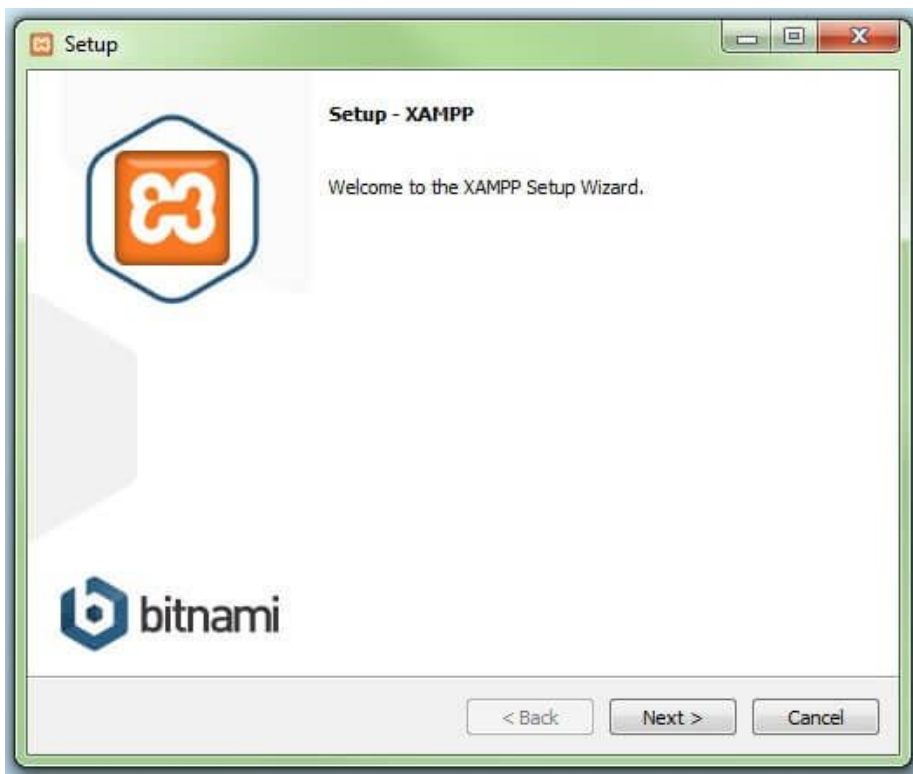 Setup
Setup - XAMPP
Welcome to the XAMPP Setup Wizard.
bitnami
< Back
Next >
Cancel